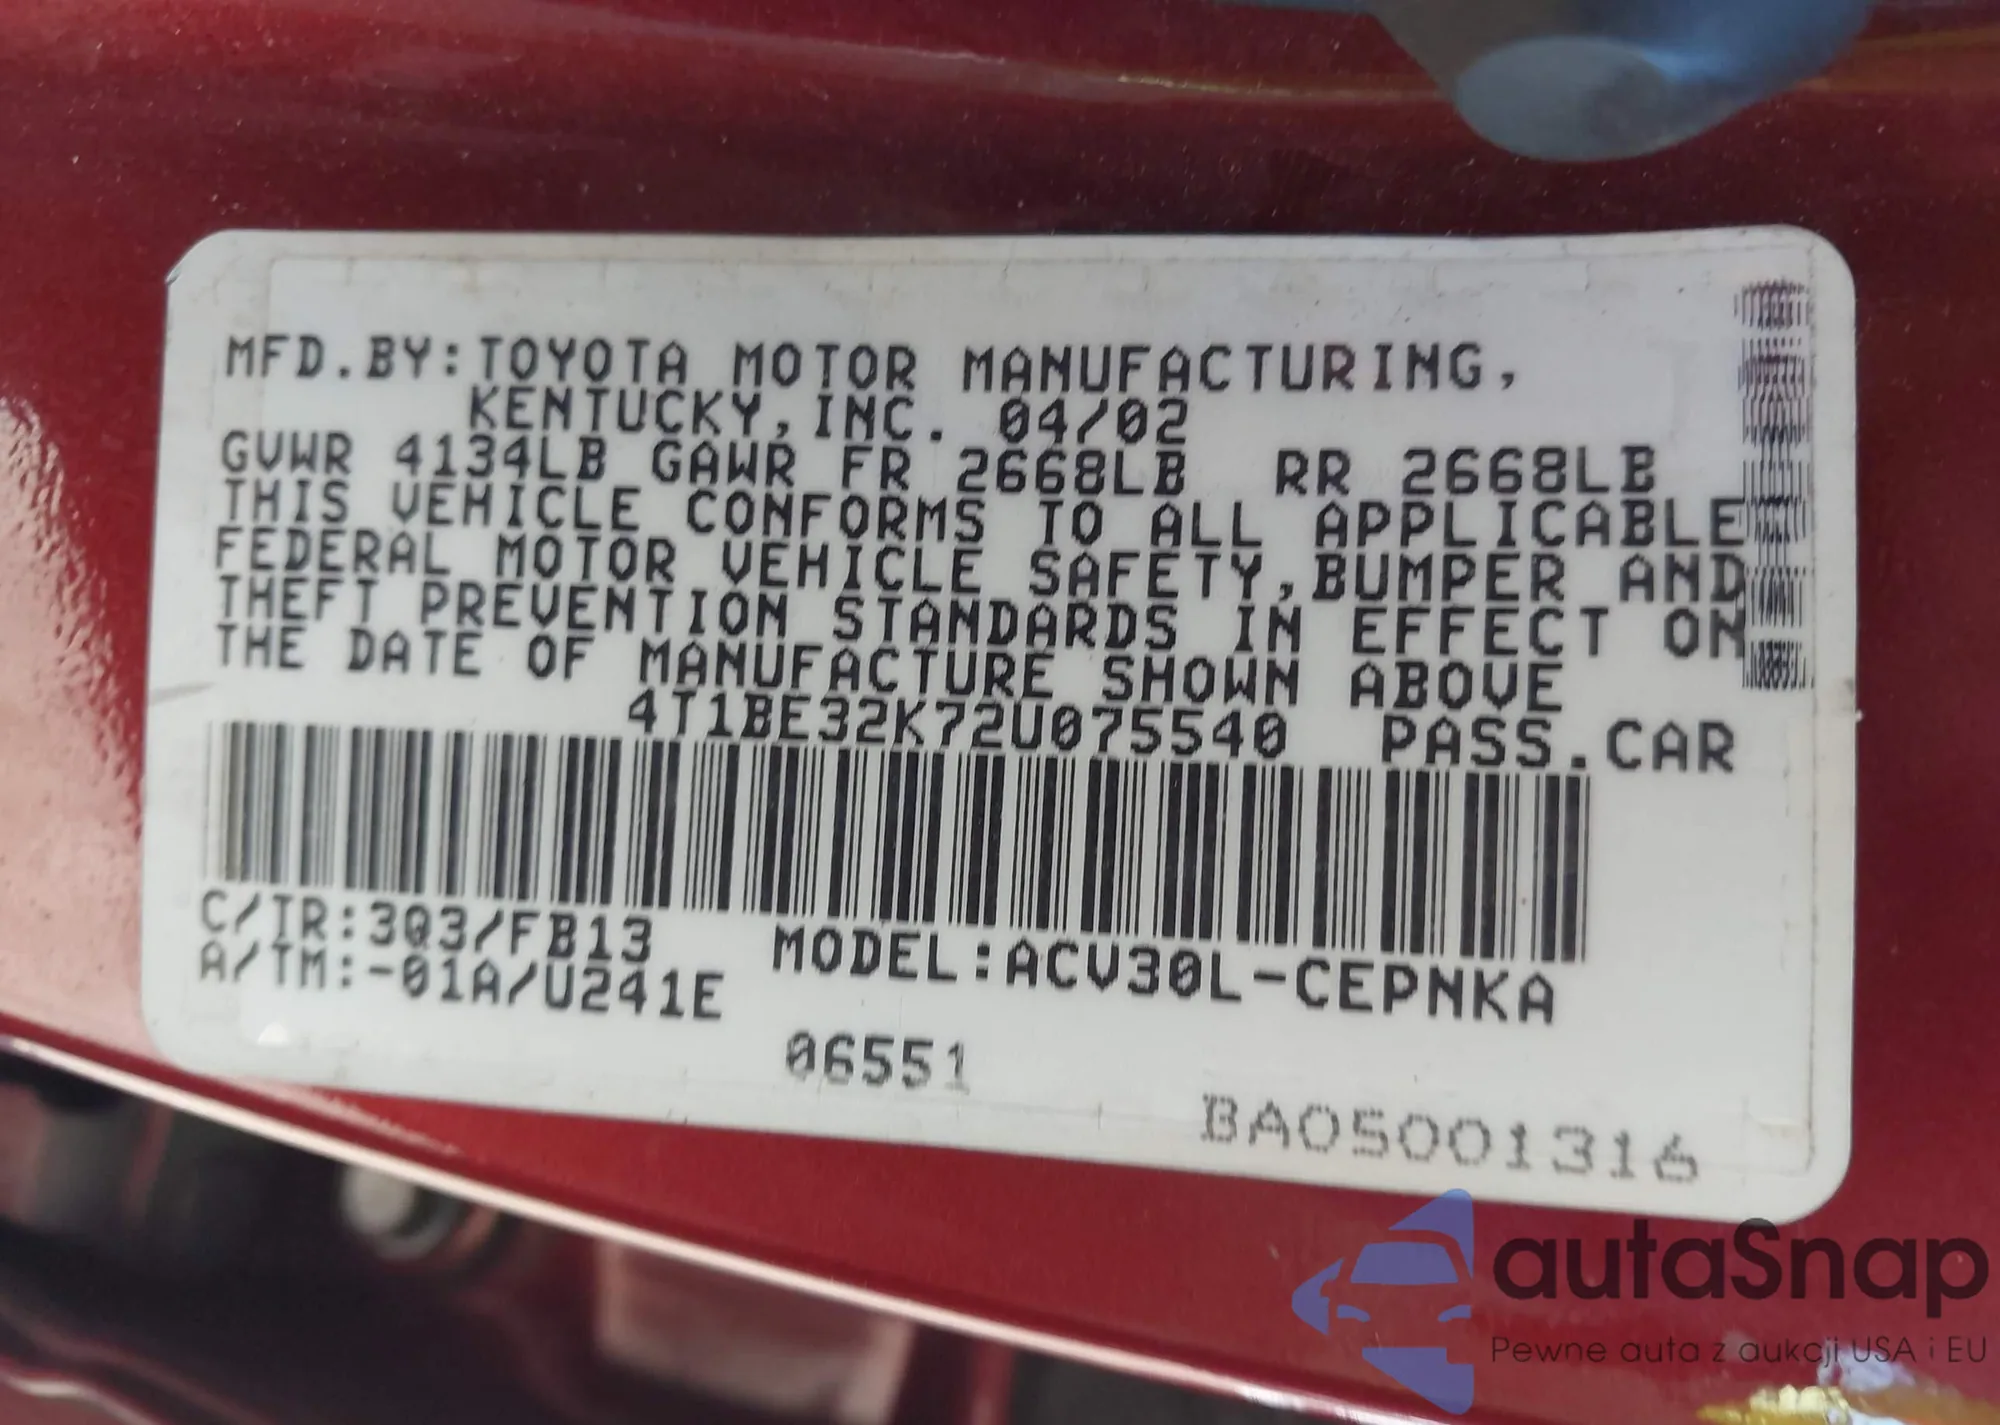 MFD.BY:TOYOTA MOTOR MANUFACTURING,
KENTUCKY,INC. 04/02
GVWR 4134LB GAWR FR 2668LB RR 2668LB
THIS VEHICLE CONFORMS TO ALL APPLICABLE
FEDERAL MOTOR VEHICLE SAFETY,BUMPER AND
THEFT PREVENTION STANDARDS IN EFFECT ON
THE DATE OF MANUFACTURE SHOWN ABOVE
4T1BE32K72U075540 PASS.CAR
C/TR:3Q3/FB13
A/TM:-01A/U241E
MODEL:ACV30L-CEPNKA
06551
BA05001316
autaSnap
Pewne auta z aukcji USA i EU